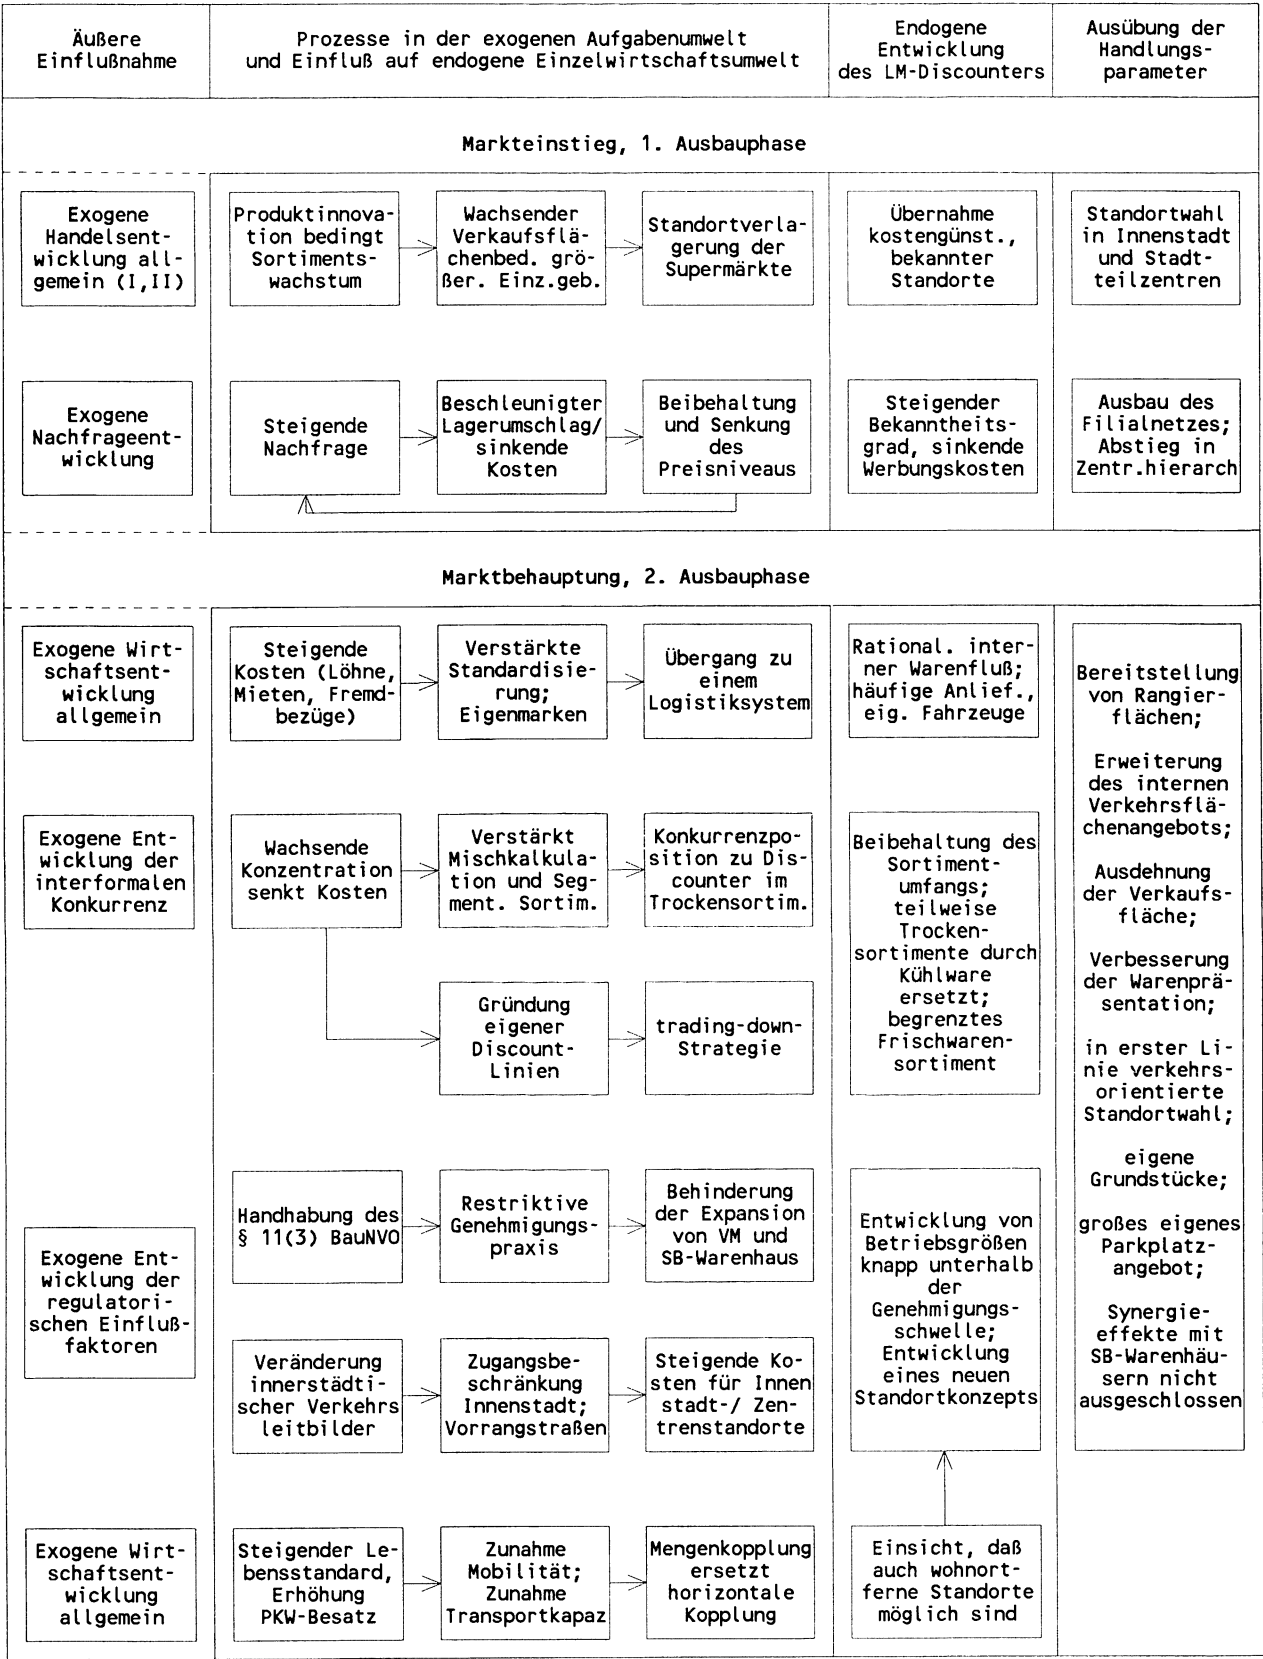 Äußere
Einflußnahme
Prozesse in der exogenen Aufgabenumwelt
und Einfluß auf endogene Einzelwirtschaftsumwelt
Endogene
Entwicklung
des LM-Discounters
Ausübung der
Handlungs-
parameter
Markteinstieg, 1. Ausbauphase
Exogene
Handelsent-
wicklung all-
gemein (I,II)
Produktinnova-
tion bedingt
Sortiments-
wachstum
Wachsender
Verkaufsflä-
chenbed. grö-
ßer. Einz.geb.
Standortverla-
gerung der
Supermärkte
Übernahme
kostengünst.,
bekannter
Standorte
Standortwahl
in Innenstadt
und Stadt-
teilzentren
Exogene
Nachfrageent-
wicklung
Steigende
Nachfrage
Beschleunigter
Lagerumschlag/
sinkende
Kosten
Beibehaltung
und Senkung
des
Preisniveaus
Steigender
Bekanntheits-
grad, sinkende
Werbungskosten
Ausbau des
Filialnetzes;
Abstieg in
Zentr.hierarch
Marktbehauptung, 2. Ausbauphase
Exogene Wirt-
schaftsent-
wicklung
allgemein
Steigende
Kosten (Löhne,
Mieten, Fremd-
bezüge)
Verstärkte
Standardisie-
rung;
Eigenmarken
Übergang zu
einem
Logistiksystem
Rational. inter
ner Warenfluß;
häufige Anlief.,
eig. Fahrzeuge
Bereitstellung
von Rangier-
flächen;
Erweiterung
des internen
Verkehrsflä-
chenangebots;
Ausdehnung
der Verkaufs-
fläche;
Verbesserung
der Warenprä-
sentation;
in erster Li-
nie verkehrs-
orientierte
Standortwahl;
eigene
Grundstücke;
großes eigenes
Parkplatz-
angebot;
Synergie-
effekte mit
SB-Warenhäu-
sern nicht
ausgeschlossen
Exogene Ent-
wicklung der
interformalen
Konkurrenz
Wachsende
Konzentration
senkt Kosten
Verstärkt
Mischkalkula-
tion und Seg-
ment. Sortim.
Konkurrenzpo-
sition zu Dis-
counter im
Trockensortim.
Beibehaltung des
Sortiment-
umfangs;
teilweise
Trocken-
sortimente durch
Kühlware
ersetzt;
begrenztes
Frischwaren-
sortiment
Gründung
eigener
Discount-
Linien
trading-down-
Strategie
Exogene Ent-
wicklung der
regulatori-
schen Einfluß-
faktoren
Handhabung des
§ 11(3) BauNVO
Restriktive
Genehmigungs-
praxis
Behinderung
der Expansion
von VM und
SB-Warenhaus
Entwicklung von
Betriebsgrößen
knapp unterhalb
der
Genehmigungs-
schwelle;
Entwicklung
eines neuen
Standortkonzepts
Veränderung
innerstädti-
scher Verkehrs
leitbilder
Zugangsbe-
schränkung
Innenstadt;
Vorrangstraßen
Steigende Ko-
sten für Innen
stadt-/ Zen-
trenstandorte
Exogene Wirt-
schaftsent-
wicklung
allgemein
Steigender Le-
bensstandard,
Erhöhung
PKW-Besatz
Zunahme
Mobilität;
Zunahme
Transportkapaz
Mengenkopplung
ersetzt
horizontale
Kopplung
Einsicht, daß
auch wohnort-
ferne Standorte
möglich sind